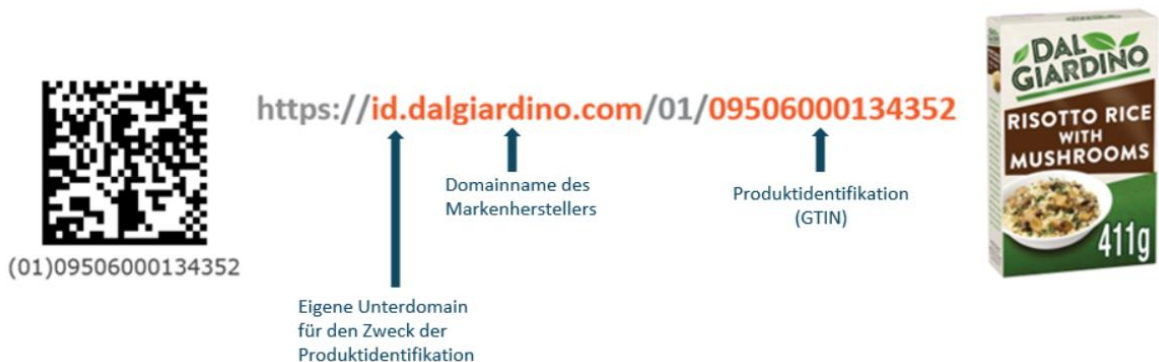 https://id.dalgiardino.com/01/09506000134352
(01)09506000134352
Domainname des
Markenherstellers
Produktidentifikation
(GTIN)
Eigene Unterdomain
für den Zweck der
Produktidentifikation
DAL
GIARDINO
RISOTTO RICE
WITH
MUSHROOMS
411g